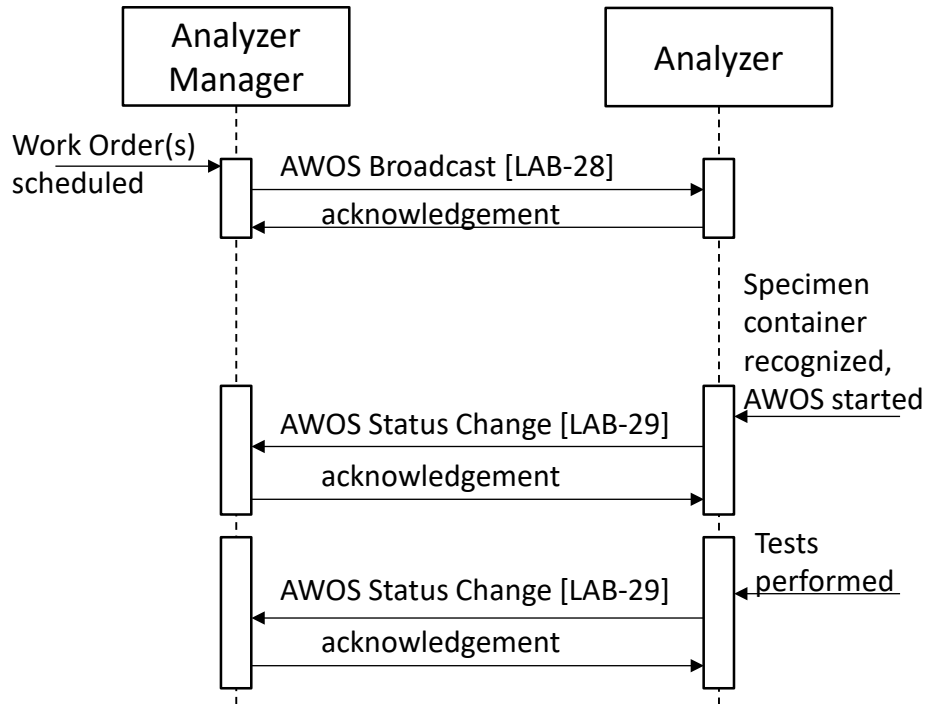 Analyzer
Manager
Analyzer
Work Order(s)
scheduled
AWOS Broadcast [LAB-28]
acknowledgement
Specimen
container
recognized,
AWOS started
AWOS Status Change [LAB-29]
acknowledgement
Tests
performed
AWOS Status Change [LAB-29]
acknowledgement